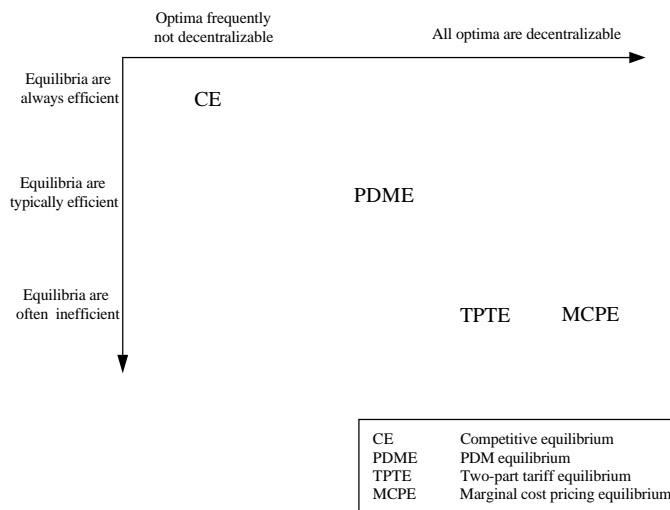 Optima frequently
not decentralizable
All optima are decentralizable
Equilibria are
always efficient
CE
Equilibria are
typically efficient
PDME
Equilibria are
often inefficient
TPTE
MCPE
CE Competitive equilibrium
PDME PDM equilibrium
TPTE Two-part tariff equilibrium
MCPE Marginal cost pricing equilibrium